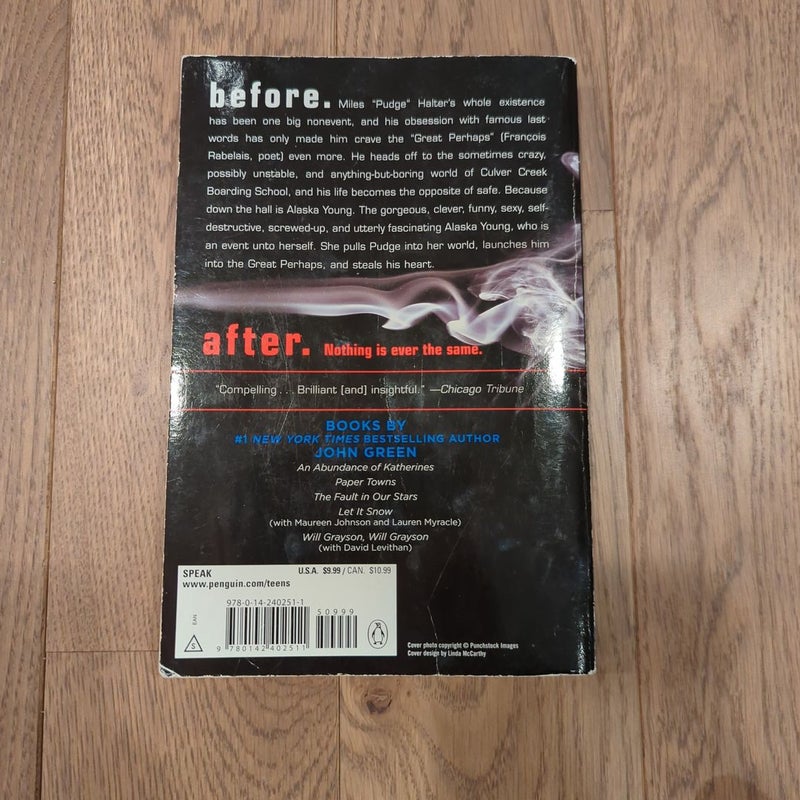 before. Miles "Pudge" Halter's whole existence
has been one big nonevent, and his obsession with famous last
words has only made him crave the "Great Perhaps" (François
Rabelais, poet) even more. He heads off to the sometimes crazy,
possibly unstable, and anything-but-boring world of Culver Creek
Boarding School, and his life becomes the opposite of safe. Because
down the hall is Alaska Young. The gorgeous, clever, funny, sexy, self-
destructive, screwed-up, and utterly fascinating Alaska Young, who is
an event unto herself. She pulls Pudge into her world, launches him
into the Great Perhaps, and steals his heart.
after. Nothing is ever the same.
"Compelling . . . Brilliant [and] insightful." —Chicago Tribune
BOOKS BY
#1 NEW YORK TIMES BESTSELLING AUTHOR
JOHN GREEN
An Abundance of Katherines
Paper Towns
The Fault in Our Stars
Let It Snow
(with Maureen Johnson and Lauren Myracle)
Will Grayson, Will Grayson
(with David Levithan)
SPEAK U.S.A. $9.99 / CAN. $10.99
www.penguin.com/teens
978-0-14-240251-1
50999
EAN
S
9 780142 402511
Cover photo copyright © Punchstock Images
Cover design by Linda McCarthy